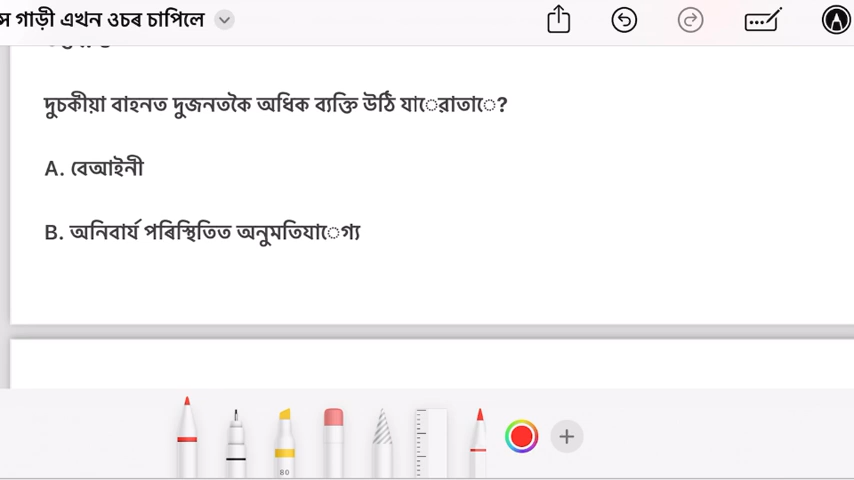 স গাড়ী এখন ওচৰ চাপিলে
দুচকীয়া বাহনত দুজনতকৈ অধিক ব্যক্তি উঠি যাোৱাতাে?
A. বেআইনী
B. অনিবাৰ্য পৰিস্থিতিত অনুমতিযােগ্য
80